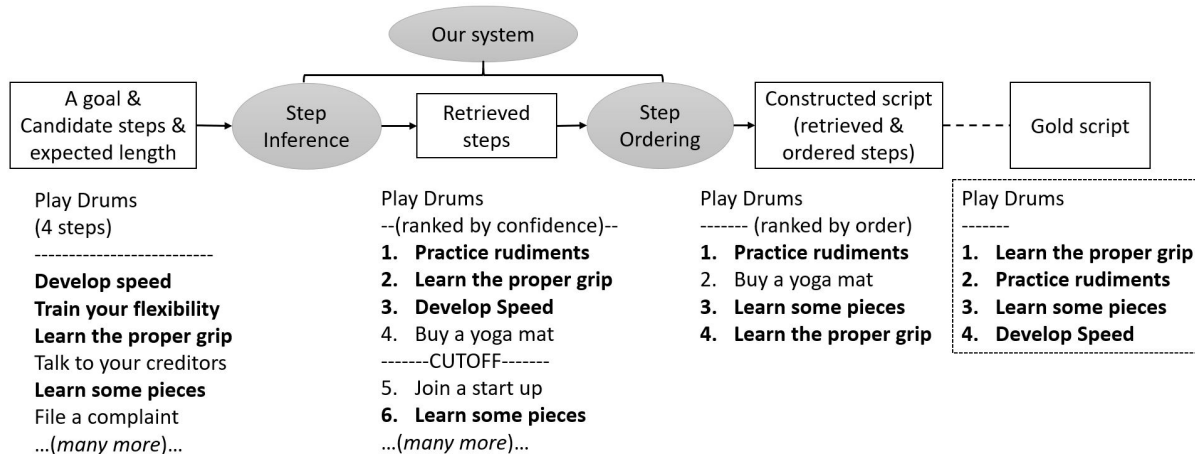 Our system
A goal &
Candidate steps &
expected length
Step
Inference
Retrieved
steps
Step
Ordering
Constructed script
(retrieved &
ordered steps)
Gold script
Play Drums
(4 steps)
--------------------------
Develop speed
Train your flexibility
Learn the proper grip
Talk to your creditors
Learn some pieces
File a complaint
...(many more)...
Play Drums
--(ranked by confidence)--
1. Practice rudiments
2. Learn the proper grip
3. Develop Speed
4. Buy a yoga mat
-------CUTOFF-------
5. Join a start up
6. Learn some pieces
...(many more)...
Play Drums
------- (ranked by order)
1. Practice rudiments
2. Buy a yoga mat
3. Learn some pieces
4. Learn the proper grip
Play Drums
-------
1. Learn the proper grip
2. Practice rudiments
3. Learn some pieces
4. Develop Speed